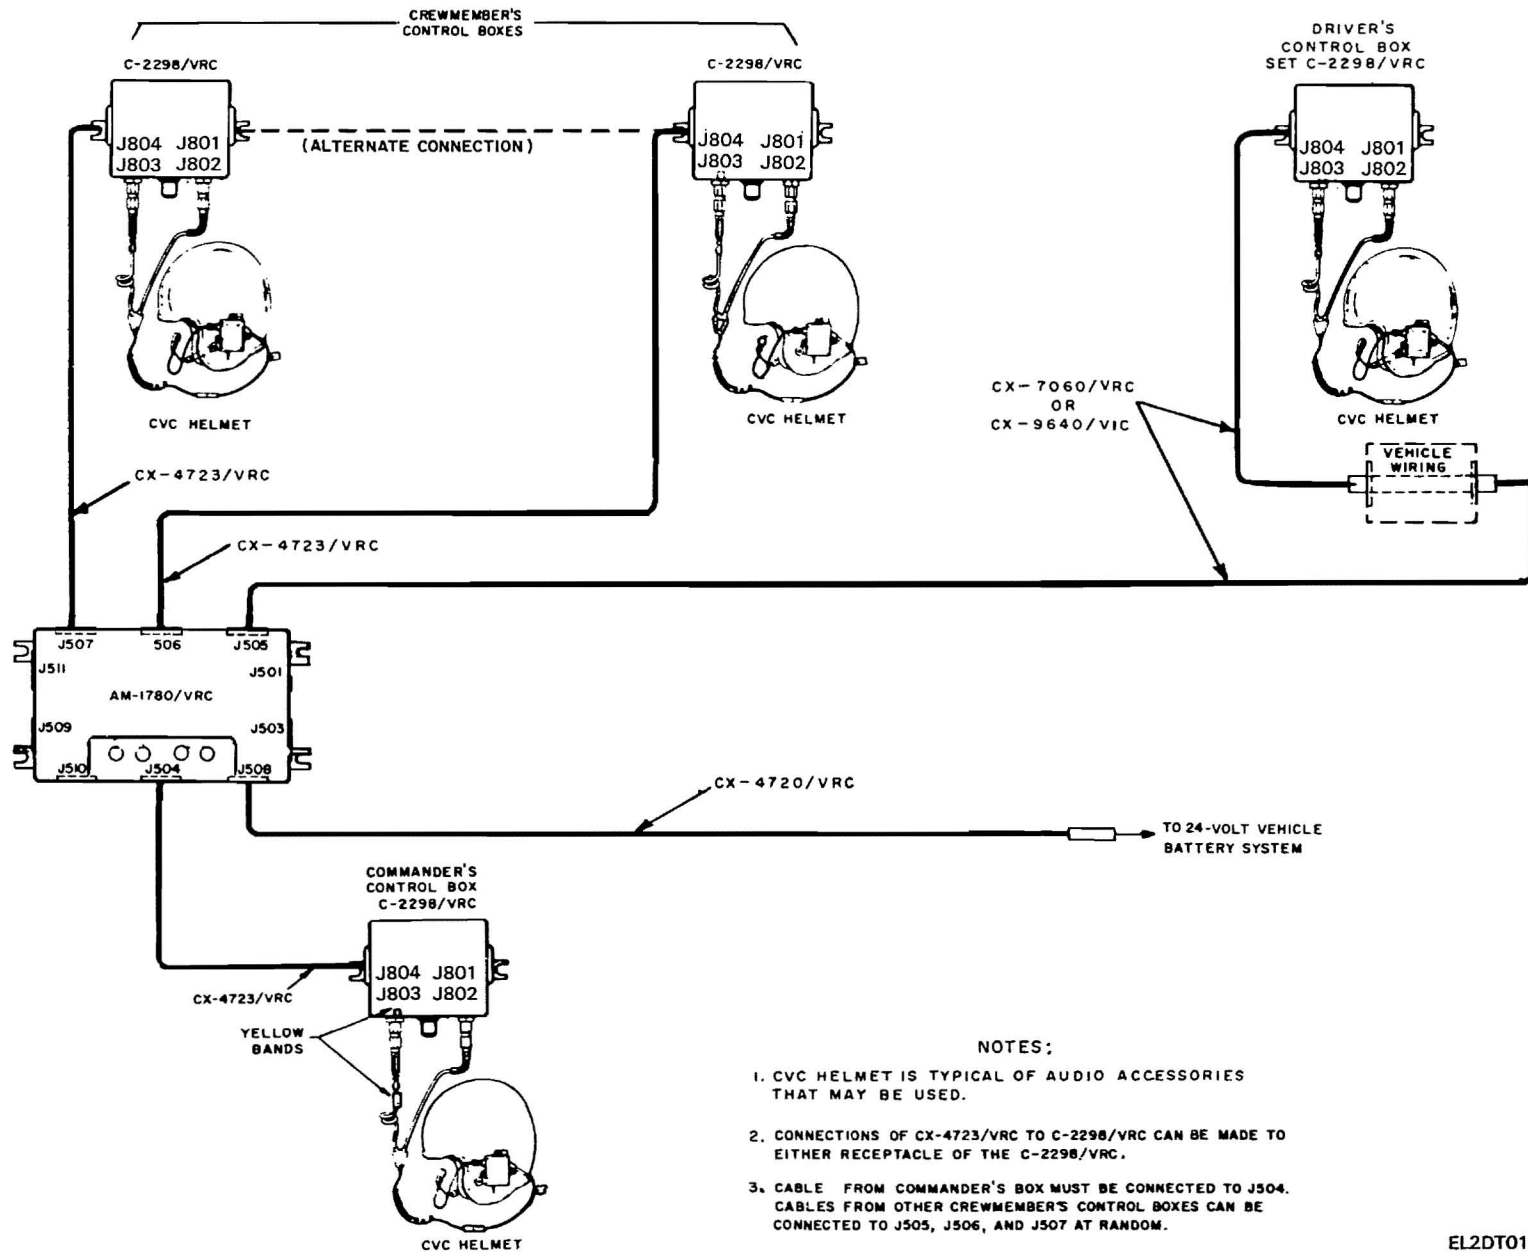 CREWMEMBER'S
CONTROL BOXES
C-2298/VRC
C-2298/VRC
DRIVER'S
CONTROL BOX
SET C-2298/VRC
J804 J801
J803 J802
(ALTERNATE CONNECTION)
J804 J801
J803 J802
J804 J801
J803 J802
CVC HELMET
CVC HELMET
CVC HELMET
CX-7060/VRC
OR
CX-9640/VIC
VEHICLE
WIRING
CX-4723/VRC
CX-4723/VRC
J507 506 J505
J511 J501
AM-1780/VRC
J509 J503
J510 J504 J508
CX-4720/VRC
TO 24-VOLT VEHICLE
BATTERY SYSTEM
COMMANDER'S
CONTROL BOX
C-2298/VRC
J804 J801
J803 J802
CX-4723/VRC
YELLOW
BANDS
CVC HELMET
NOTES:
1. CVC HELMET IS TYPICAL OF AUDIO ACCESSORIES
THAT MAY BE USED.
2. CONNECTIONS OF CX-4723/VRC TO C-2298/VRC CAN BE MADE TO
EITHER RECEPTACLE OF THE C-2298/VRC.
3. CABLE FROM COMMANDER'S BOX MUST BE CONNECTED TO J504.
CABLES FROM OTHER CREWMEMBER'S CONTROL BOXES CAN BE
CONNECTED TO J505, J506, AND J507 AT RANDOM.
EL2DT01